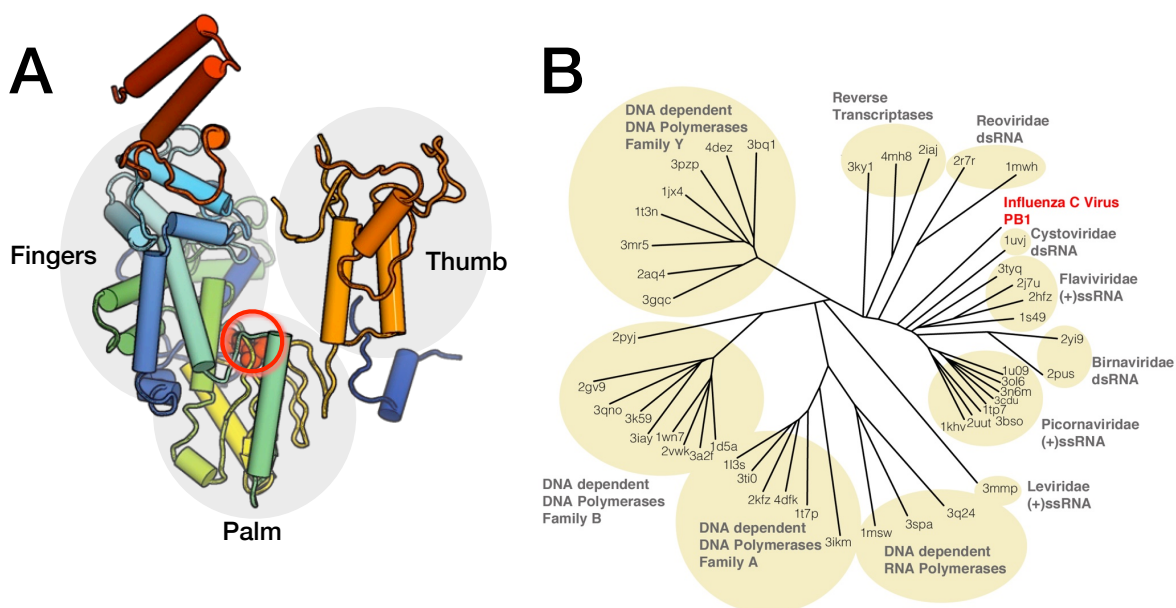 A
Fingers
Thumb
Palm
B
DNA dependent
DNA Polymerases
Family Y
4dez
3bq1
3pzp
1jx4
1t3n
3mr5
2aq4
3gqc
Reverse
Transcriptases
3ky1
4mh8
2iaj
Reoviridae
dsRNA
2r7r
1mwh
Influenza C Virus
PB1
1uvj
Cystoviridae
dsRNA
3tyq
2j7u
2hfz
1s49
Flaviviridae
(+)ssRNA
2yi9
2pus
Birnaviridae
dsRNA
1u09
3ol6
3n6m
3cdu
1tp7
3bso
2uut
1khv
Picornaviridae
(+)ssRNA
3mmp
Leviridae
(+)ssRNA
2pyj
2gv9
3qno
3k59
3iay
1wn7
2vwk
3a2f
1d5a
DNA dependent
DNA Polymerases
Family B
1l3s
3ti0
2kfz
4dfk
1t7p
3ikm
DNA dependent
DNA Polymerases
Family A
1msw
3spa
3q24
DNA dependent
RNA Polymerases